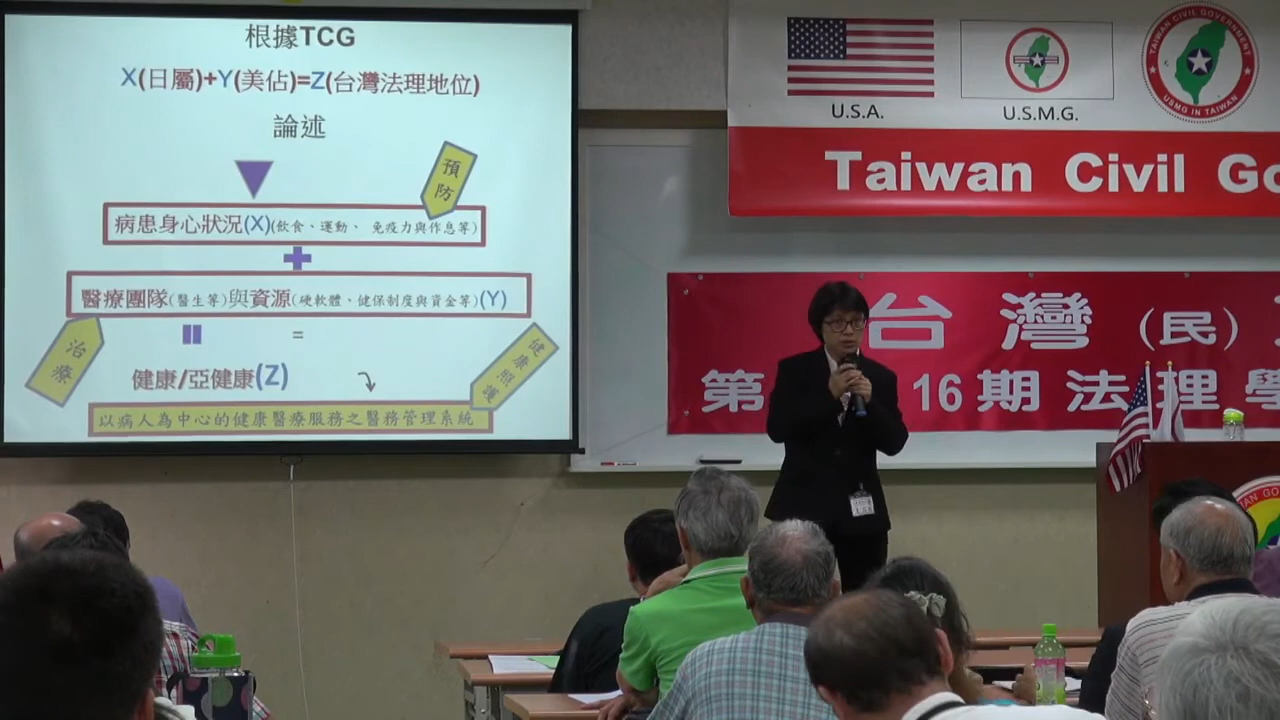 根據TCG
X(日屬)+Y(美佔)=Z(台灣法理地位)
論述
預防
病患身心狀況(X)(飲食、運動、 免疫力與作息等)
醫療團隊(醫生等)與資源(硬軟體、健保制度與資金等)(Y)
=
治療
健康照護
健康/亞健康(Z)
以病人為中心的健康醫療服務之醫務管理系統
U.S.A.
U.S.M.G.
TAIWAN CIVIL GOVERNMENT
USMG IN TAIWAN
Taiwan Civil Go
台灣(民)
第 16期法理學